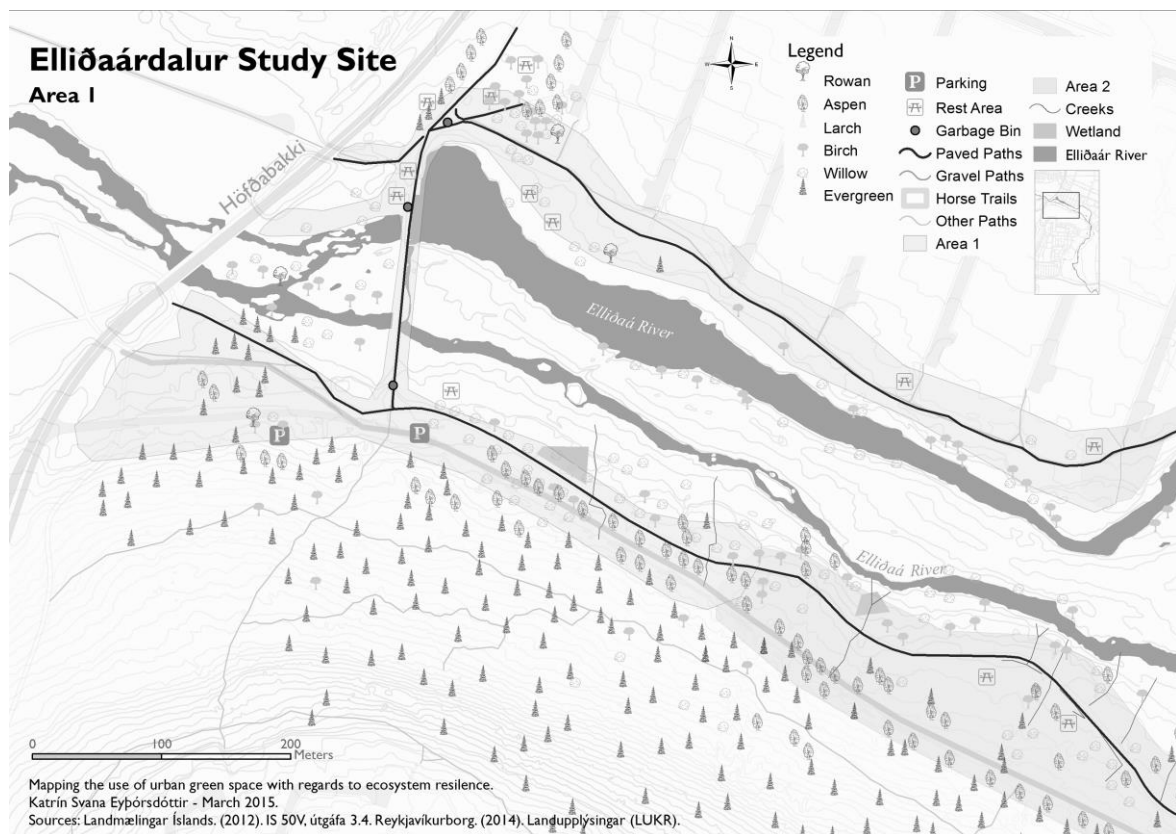 Elliðaárdalur Study Site
Area 1
Höfðabakki
N
W
E
S
Legend
Rowan
Aspen
Larch
Birch
Willow
Evergreen
P Parking
Rest Area
Garbage Bin
Paved Paths
Gravel Paths
Horse Trails
Other Paths
Area 1
Area 2
Creeks
Wetland
Elliðaár River
Elliðaá River
P
P
Elliðaá River
0 100 200
Meters
Mapping the use of urban green space with regards to ecosystem resilence.
Katrín Svana Eyþórsdóttir - March 2015.
Sources: Landmælingar Íslands. (2012). IS 50V, útgáfa 3.4. Reykjavíkurborg. (2014). Landupplýsingar (LUKR).